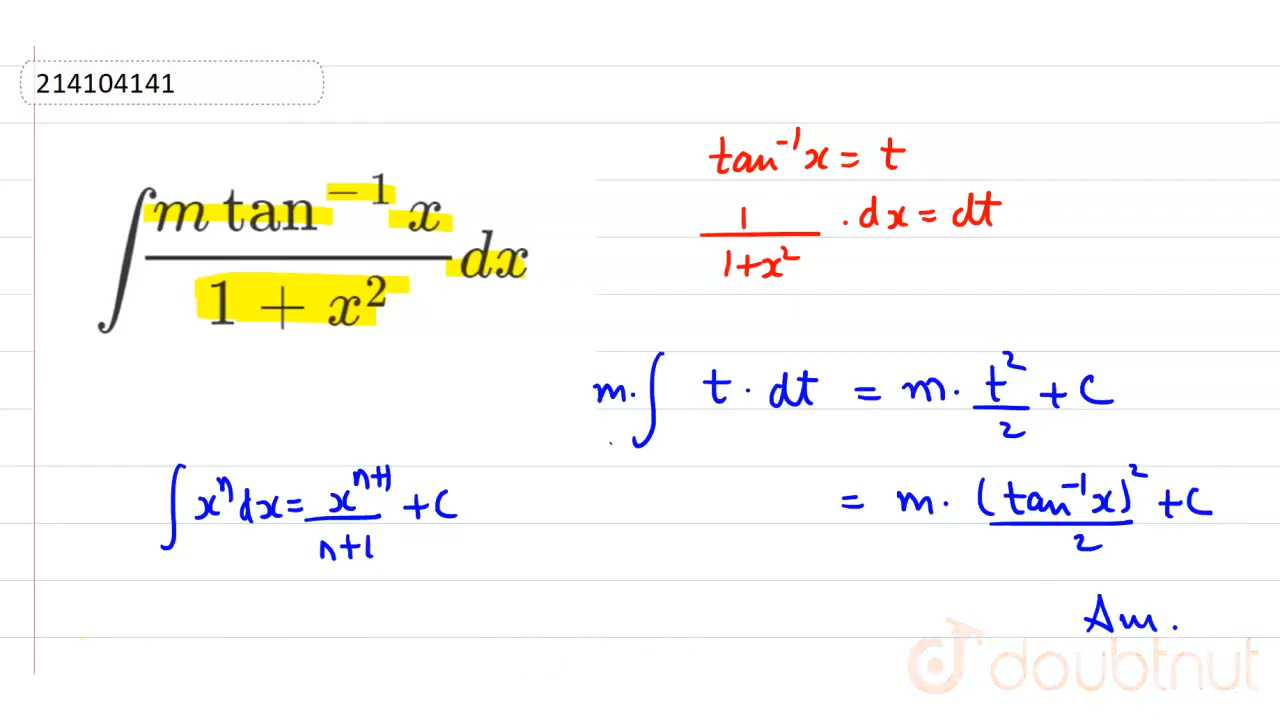 214104141
∫ m tan⁻¹ x / 1 + x² dx
tan⁻¹x = t
1 / 1+x² . dx = dt
m. ∫ t . dt = m . t² / 2 + C
∫ xⁿ dx = xⁿ⁺¹ / n+1 + C
= m . (tan⁻¹x)² / 2 + C
Ans.
doubtnut